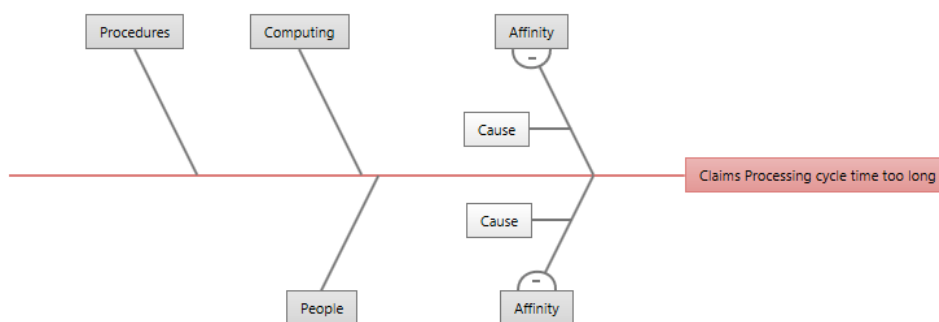 Procedures
Computing
Affinity
Cause
Claims Processing cycle time too long
Cause
People
Affinity